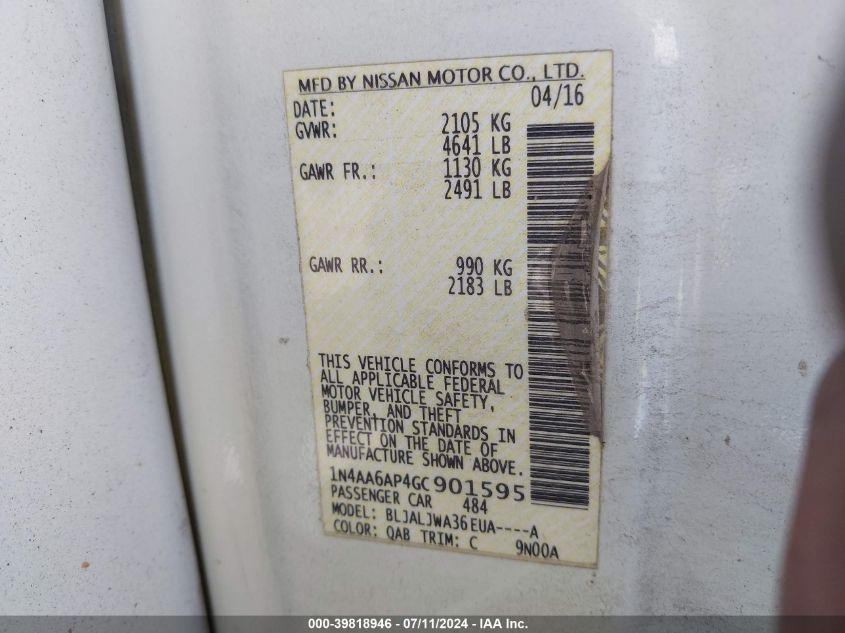 MFD BY NISSAN MOTOR CO., LTD.
DATE: 04/16
GVWR: 2105 KG
4641 LB
GAWR FR.: 1130 KG
2491 LB
GAWR RR.: 990 KG
2183 LB
THIS VEHICLE CONFORMS TO
ALL APPLICABLE FEDERAL
MOTOR VEHICLE SAFETY,
BUMPER, AND THEFT
PREVENTION STANDARDS IN
EFFECT ON THE DATE OF
MANUFACTURE SHOWN ABOVE.
1N4AA6AP4GC901595
PASSENGER CAR 484
MODEL: BLJALJWA36EUA----A
COLOR: QAB TRIM: C 9N00A
000-39818946 - 07/11/2024 - IAA Inc.